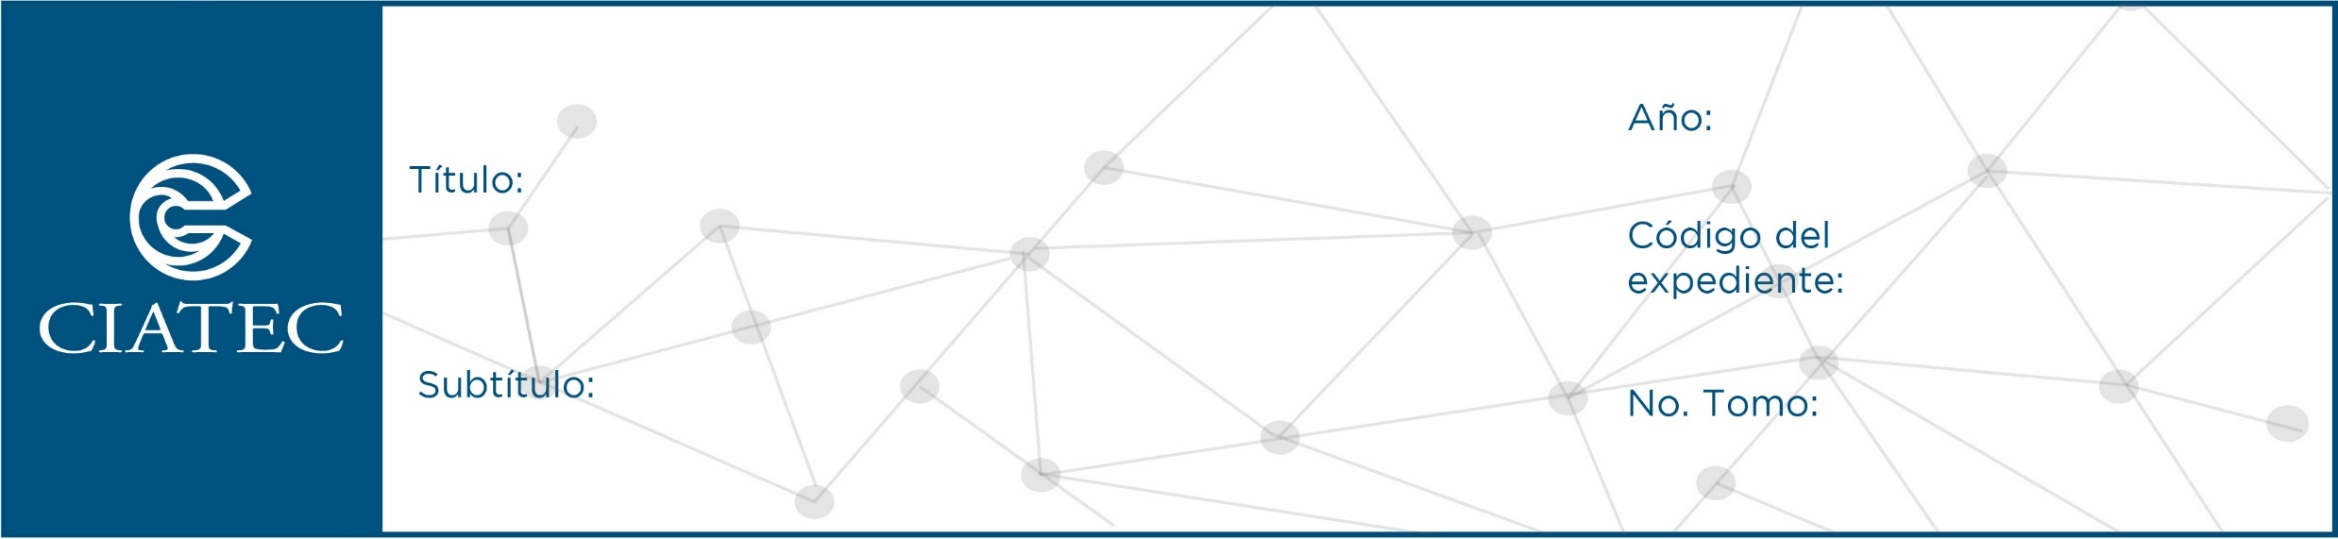 CIATEC
Título:
Subtítulo:
Año:
Código del
expediente:
No. Tomo: